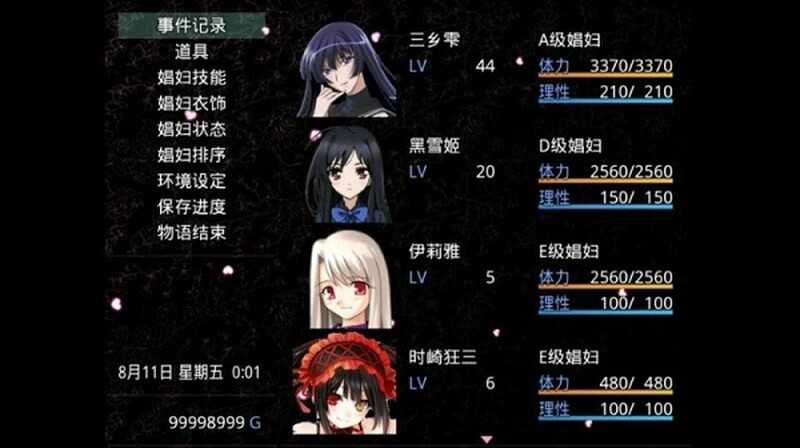 事件记录
道具
娼妇技能
娼妇衣饰
娼妇状态
娼妇排序
环境设定
保存进度
物语结束
8月11日 星期五 0:01
99998999 G
三乡雫 A级娼妇
LV 44 体力 3370/3370
理性 210/ 210
黑雪姬 D级娼妇
LV 20 体力 2560/2560
理性 150/ 150
伊莉雅 E级娼妇
LV 5 体力 2560/2560
理性 100/ 100
时崎狂三 E级娼妇
LV 6 体力 480/ 480
理性 100/ 100